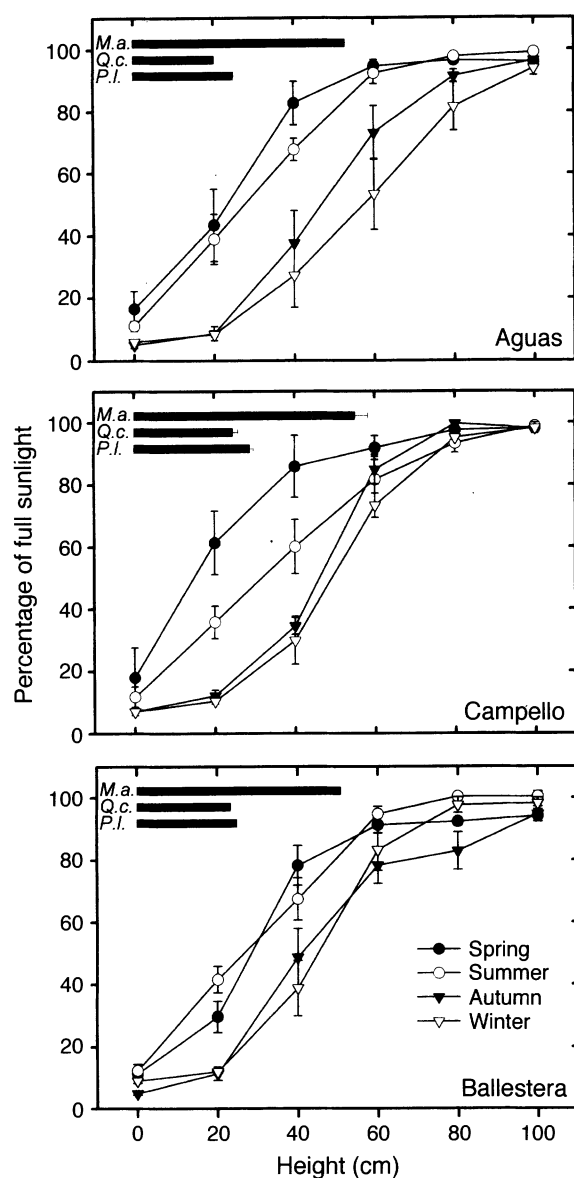 100
M.a.
Q.c.
P.l.
80
60
40
20
0
Aguas
Percentage of full sunlight
100
M.a.
Q.c.
P.l.
80
60
40
20
0
Campello
100
M.a.
Q.c.
P.l.
80
60
40
20
0
Spring
Summer
Autumn
Winter
Ballestera
0 20 40 60 80 100
Height (cm)